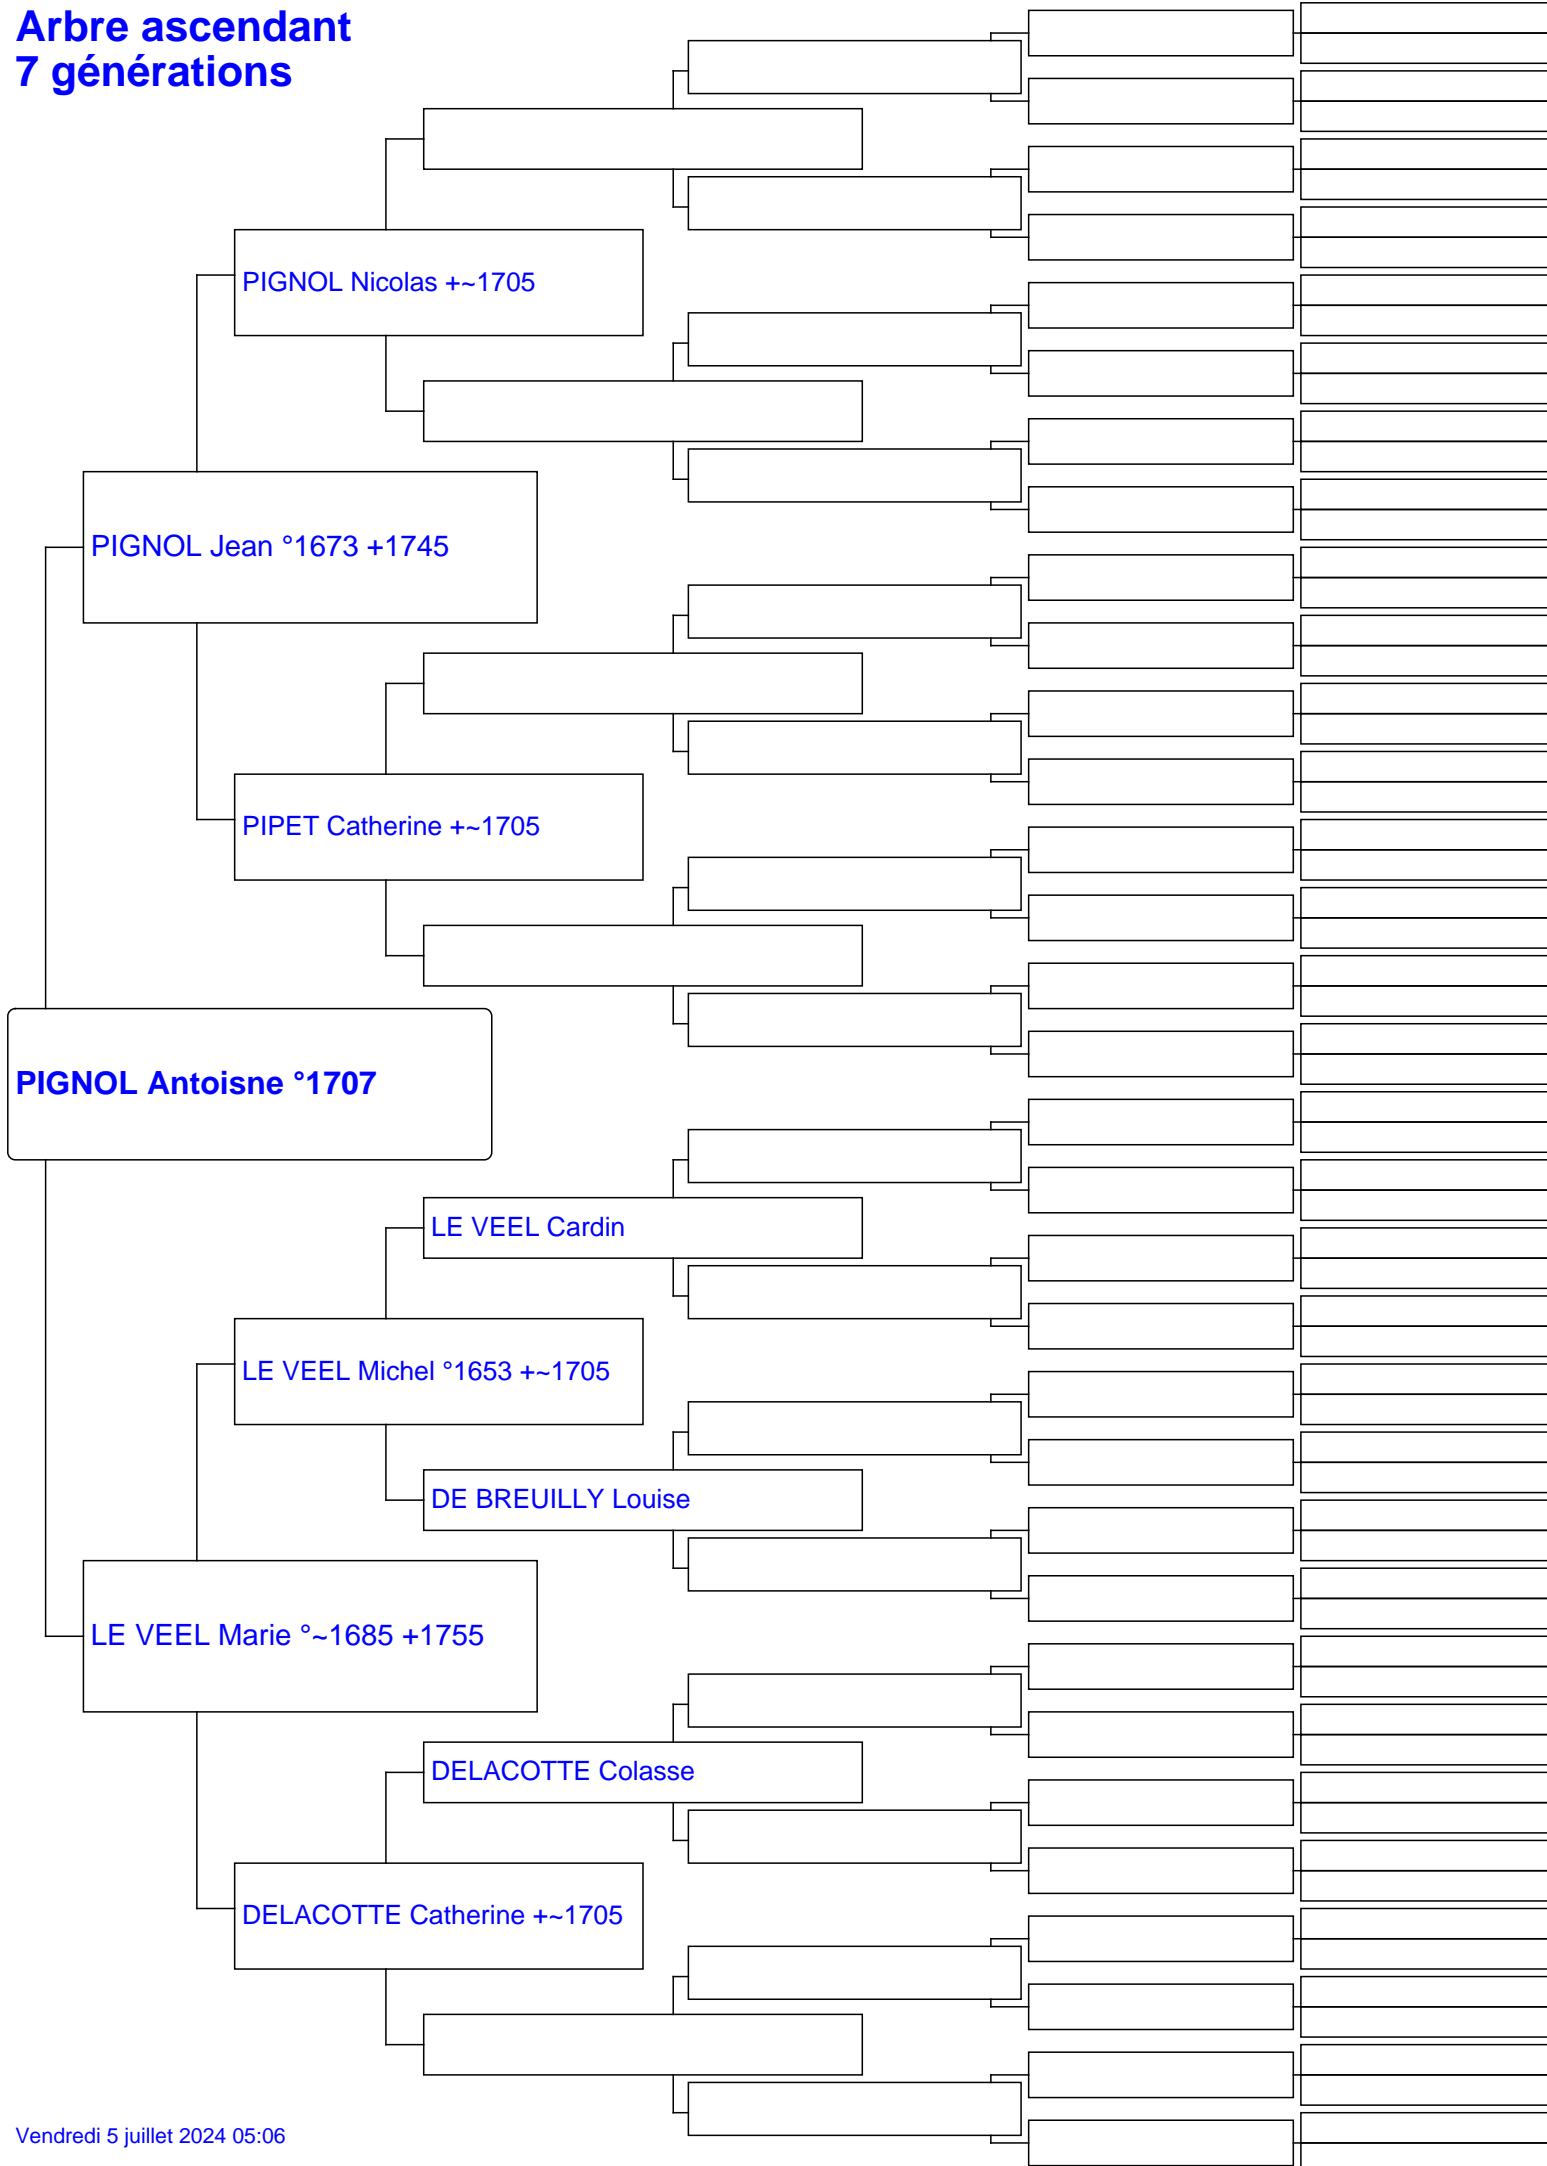 Arbre ascendant
7 générations
PIGNOL Nicolas +~1705
PIGNOL Jean °1673 +1745
PIPET Catherine +~1705
PIGNOL Antoisne °1707
LE VEEL Cardin
LE VEEL Michel °1653 +~1705
DE BREUILLY Louise
LE VEEL Marie °~1685 +1755
DELACOTTE Colasse
DELACOTTE Catherine +~1705
Vendredi 5 juillet 2024 05:06